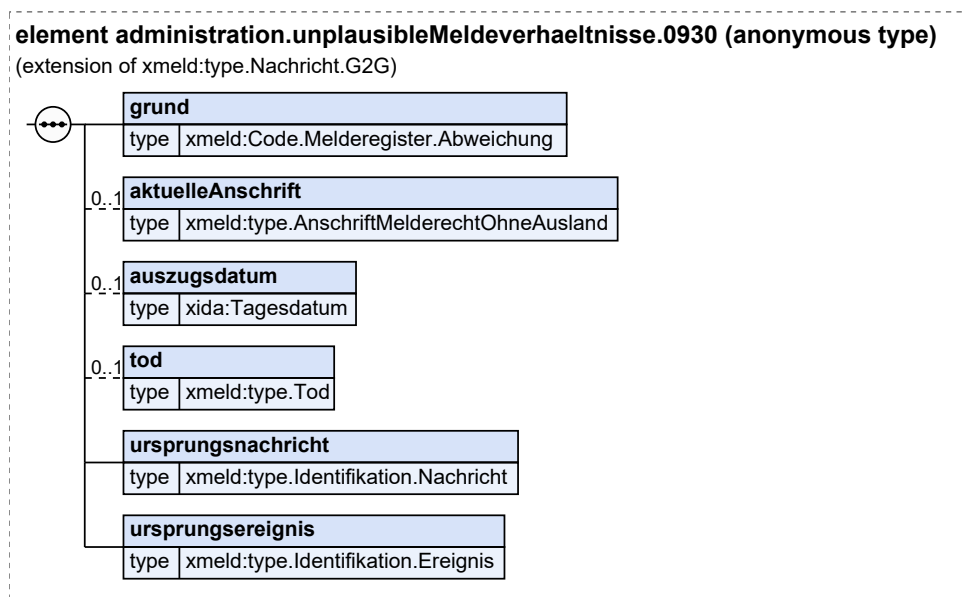 element administration.unplausibleMeldeverhaeltnisse.0930 (anonymous type)
(extension of xmeld:type.Nachricht.G2G)
grund
type xmeld:Code.Melderegister.Abweichung
0..1 aktuelleAnschrift
type xmeld:type.AnschriftMelderechtOhneAusland
0..1 auszugsdatum
type xida:Tagesdatum
0..1 tod
type xmeld:type.Tod
ursprungsnachricht
type xmeld:type.Identifikation.Nachricht
ursprungsereignis
type xmeld:type.Identifikation.Ereignis